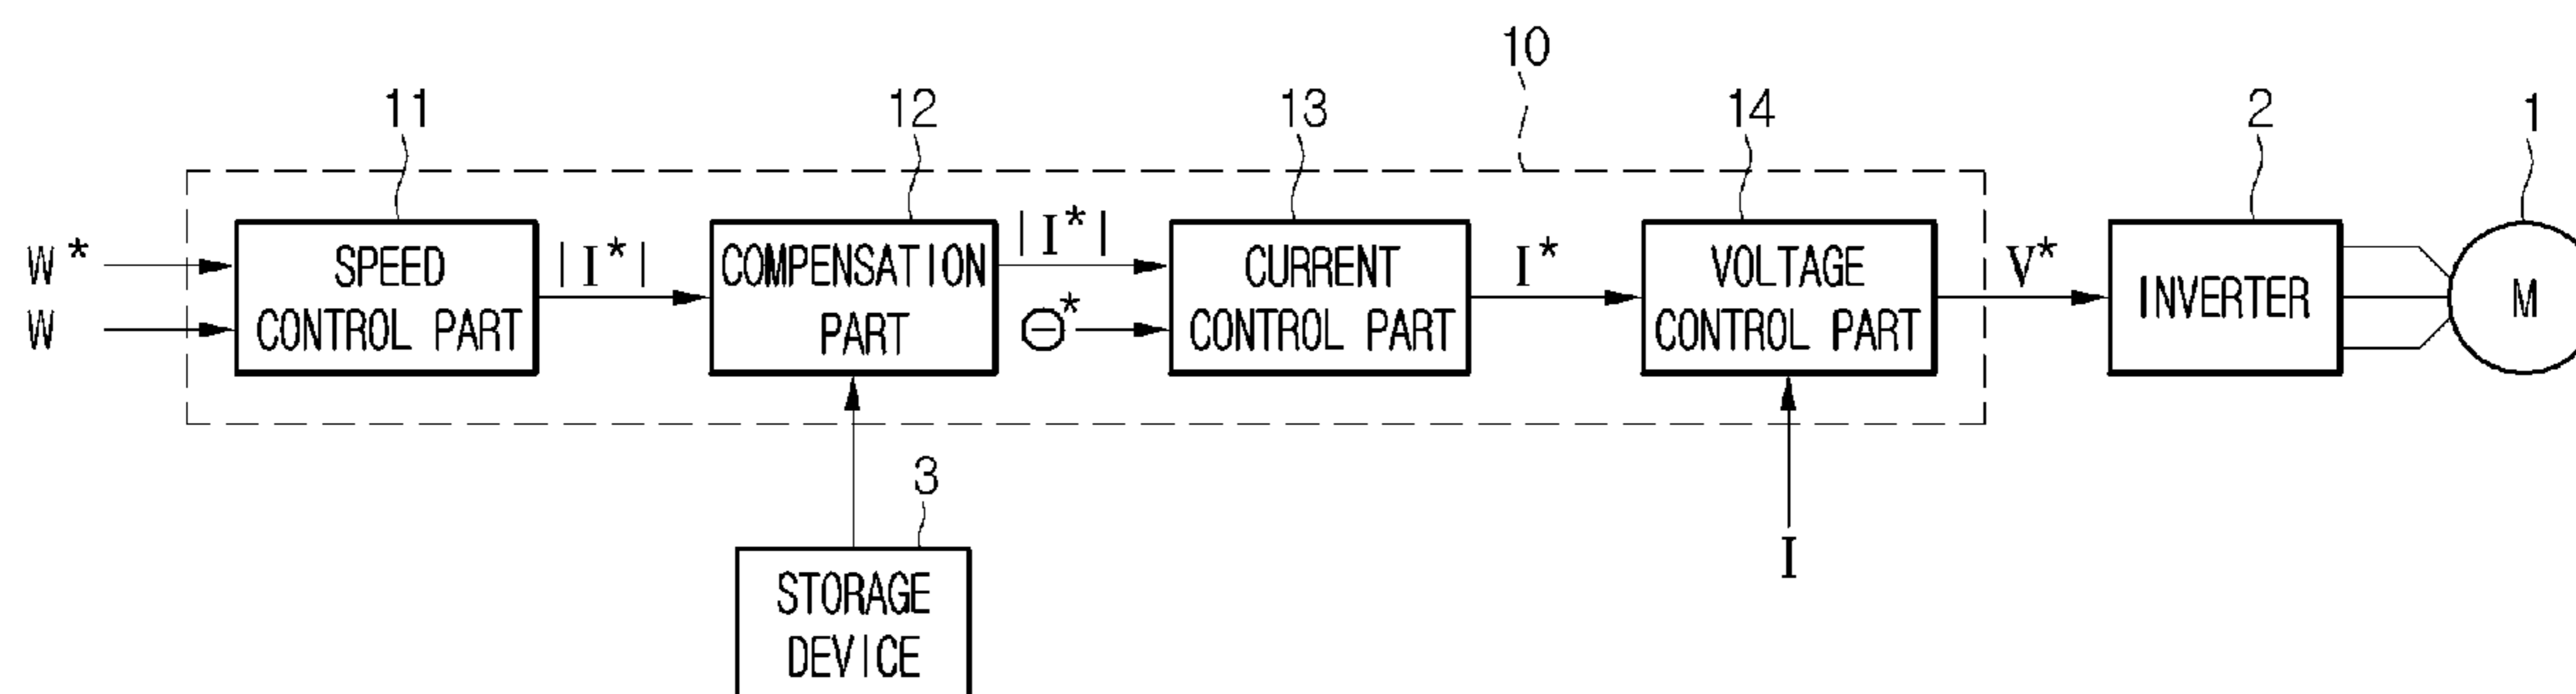 10
11
12
13
14
2
1
W*
W
SPEED
CONTROL PART
|I*|
COMPENSATION
PART
|I*|
Θ*
CURRENT
CONTROL PART
I*
VOLTAGE
CONTROL PART
V*
INVERTER
M
3
STORAGE
DEVICE
I